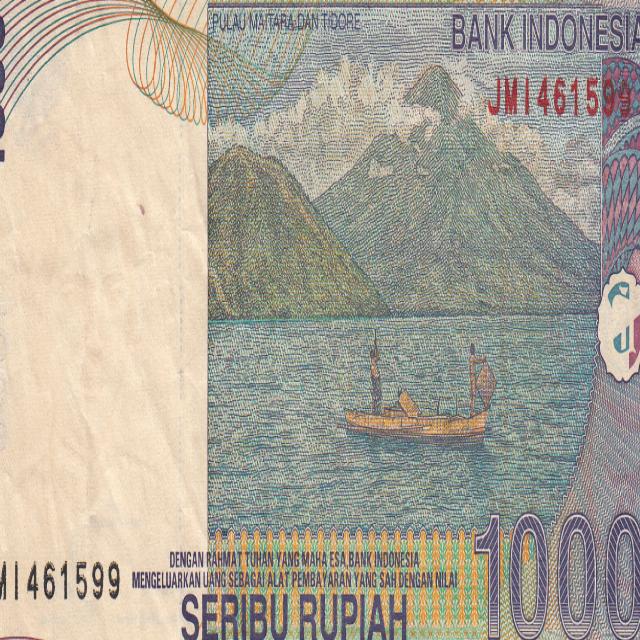 PULAU MAITARA DAN TIDORE
BANK INDONESIA
JMI461599
MI461599
DENGAN RAHMAT TUHAN YANG MAHA ESA, BANK INDONESIA
MENGELUARKAN UANG SEBAGAI ALAT PEMBAYARAN YANG SAH DENGAN NILAI
SERIBU RUPIAH
1000